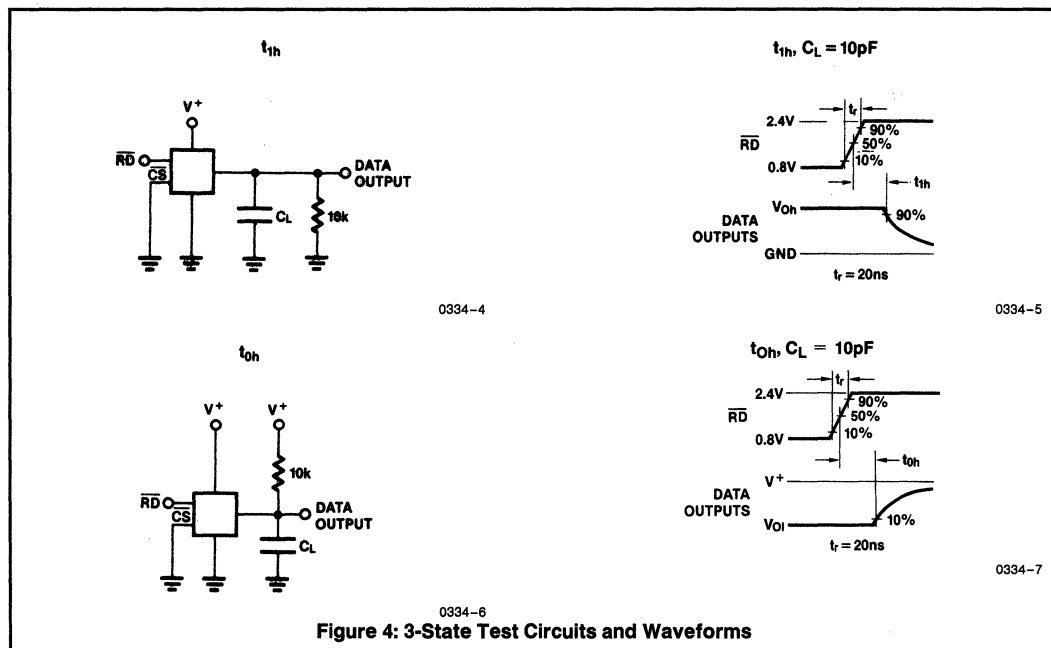 t1h
V+
RD
CS
CL
10k
DATA
OUTPUT
0334-4
t1h, CL = 10pF
tr
2.4V
90%
RD
50%
10%
0.8V
t1h
VOh
90%
DATA
OUTPUTS
GND
tr = 20ns
0334-5
t0h
V+ V+
10k
RD
CS
DATA
OUTPUT
CL
0334-6
tOh, CL = 10pF
tr
2.4V
90%
RD
50%
10%
0.8V
t0h
V+
DATA
OUTPUTS
10%
VOl
tr = 20ns
0334-7
Figure 4: 3-State Test Circuits and Waveforms